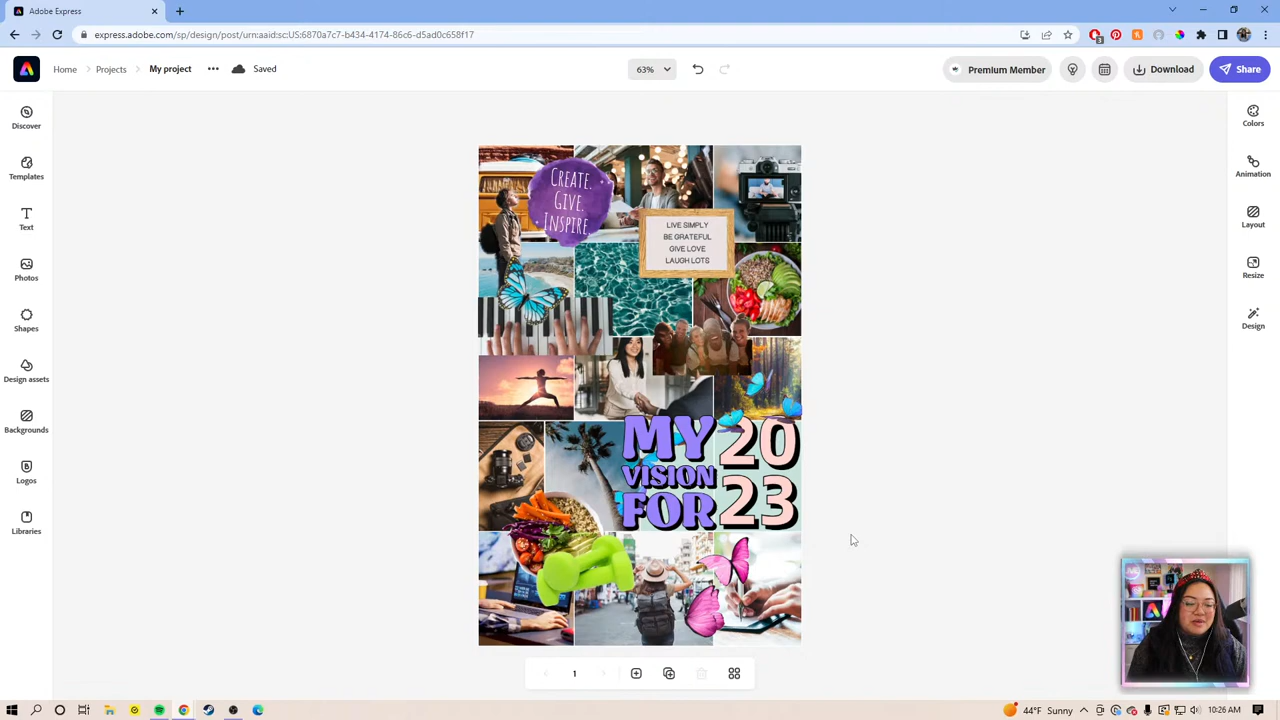 Adobe Express
express.adobe.com/sp/design/post/urn:aaid:sc:US:6870a7c7-b434-4174-86c6-d5ad0c658f17
3
Home
Projects
My project
Saved
63%
Premium Member
Download
Share
Discover
Templates
Text
Photos
Shapes
Design assets
Backgrounds
Logos
Libraries
Colors
Animation
Layout
Resize
Design
CREATE.
GIVE.
INSPIRE.
LIVE SIMPLY
BE GRATEFUL
GIVE LOVE
LAUGH LOTS
MY
VISION
FOR
20
23
1
44°F Sunny
10:26 AM